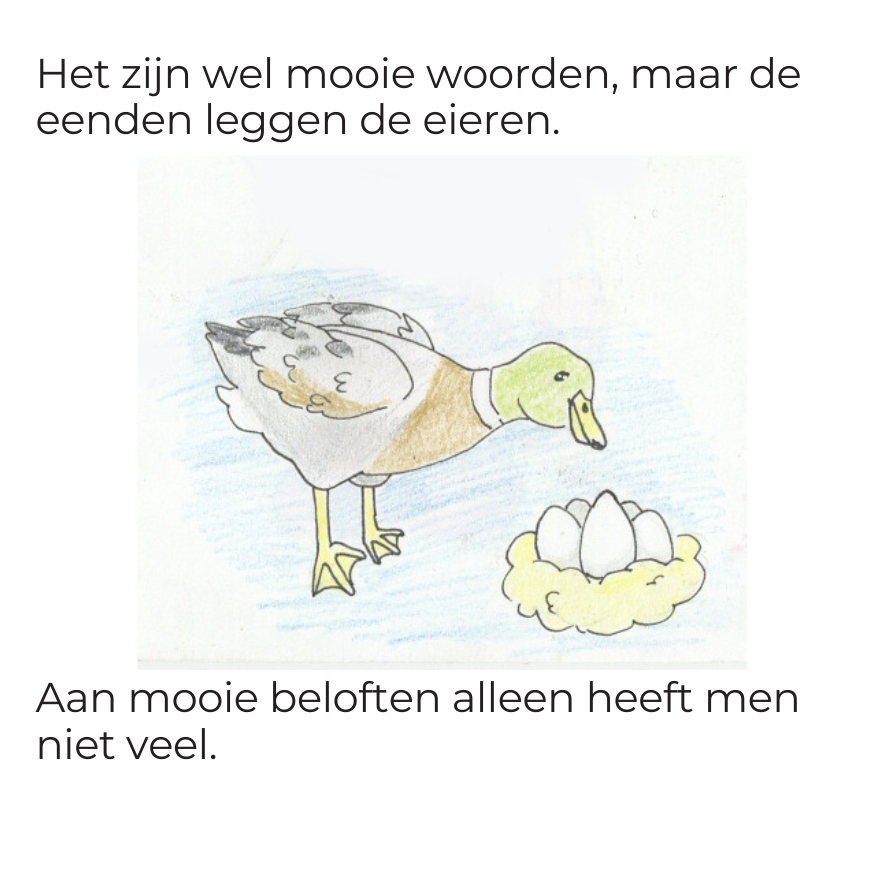 Het zijn wel mooie woorden, maar de
eenden leggen de eieren.
Aan mooie beloften alleen heeft men
niet veel.